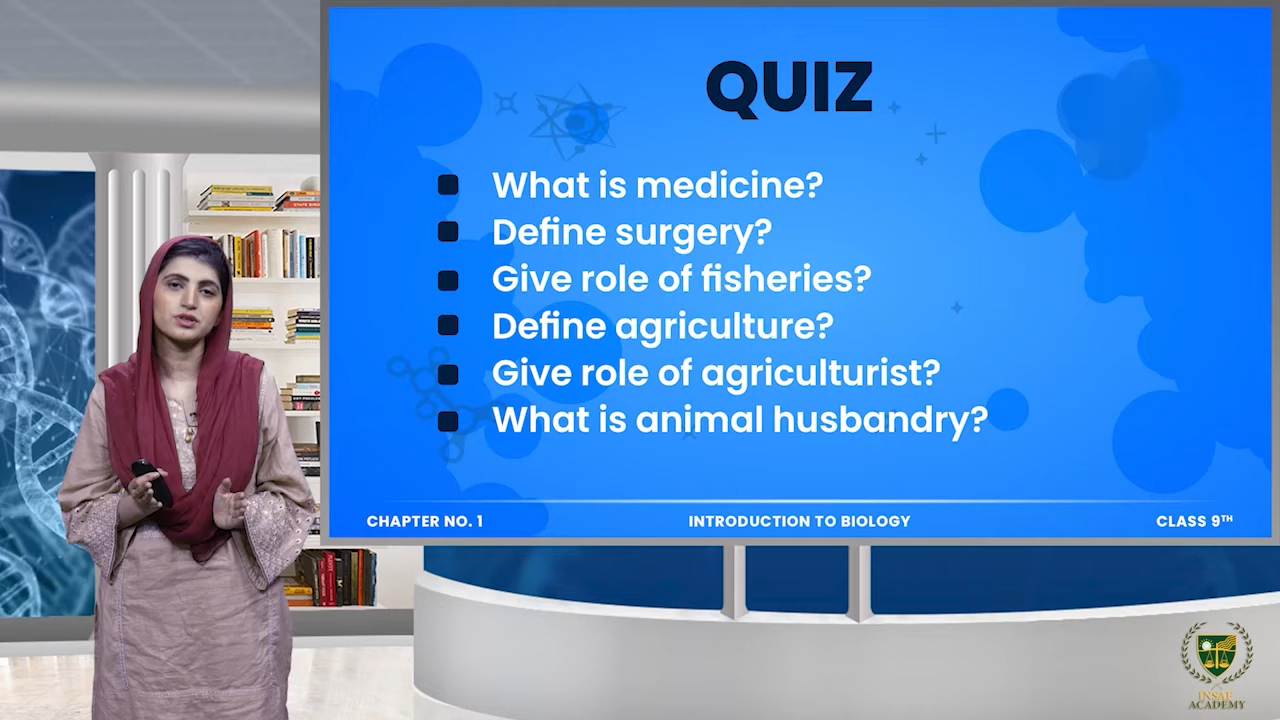 QUIZ
What is medicine?
Define surgery?
Give role of fisheries?
Define agriculture?
Give role of agriculturist?
What is animal husbandry?
CHAPTER NO. 1
INTRODUCTION TO BIOLOGY
CLASS 9TH
INSAF
ACADEMY